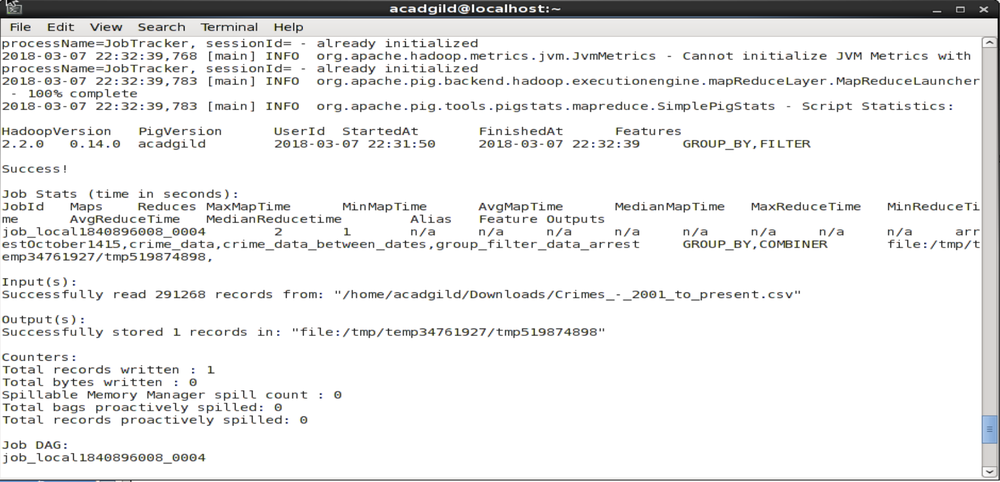 acadgild@localhost:~
File Edit View Search Terminal Help
processName=JobTracker, sessionId= - already initialized
2018-03-07 22:32:39,768 [main] INFO  org.apache.hadoop.metrics.jvm.JvmMetrics - Cannot initialize JVM Metrics with
processName=JobTracker, sessionId= - already initialized
2018-03-07 22:32:39,783 [main] INFO  org.apache.pig.backend.hadoop.executionengine.mapReduceLayer.MapReduceLauncher
 - 100% complete
2018-03-07 22:32:39,783 [main] INFO  org.apache.pig.tools.pigstats.mapreduce.SimplePigStats - Script Statistics:
HadoopVersion PigVersion UserId StartedAt FinishedAt Features
2.2.0 0.14.0 acadgild 2018-03-07 22:31:50 2018-03-07 22:32:39 GROUP_BY,FILTER
Success!
Job Stats (time in seconds):
JobId Maps Reduces MaxMapTime MinMapTime AvgMapTime MedianMapTime MaxReduceTime MinReduceTi
me AvgReduceTime MedianReducetime Alias Feature Outputs
job_local1840896008_0004 2 1 n/a n/a n/a n/a n/a n/a n/a n/a arr
estOctober1415,crime_data,crime_data_between_dates,group_filter_data_arrest GROUP_BY,COMBINER file:/tmp/t
emp34761927/tmp519874898,
Input(s):
Successfully read 291268 records from: "/home/acadgild/Downloads/Crimes_-_2001_to_present.csv"
Output(s):
Successfully stored 1 records in: "file:/tmp/temp34761927/tmp519874898"
Counters:
Total records written : 1
Total bytes written : 0
Spillable Memory Manager spill count : 0
Total bags proactively spilled: 0
Total records proactively spilled: 0
Job DAG:
job_local1840896008_0004